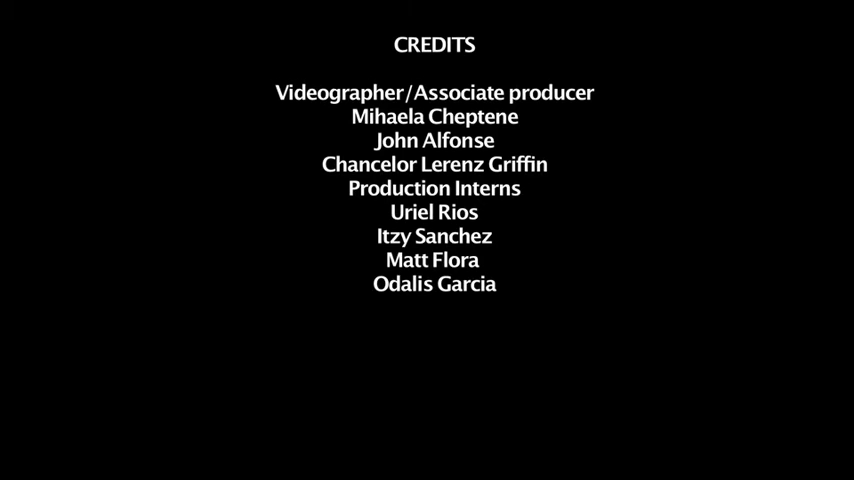 CREDITS
Videographer/Associate producer
Mihaela Cheptene
John Alfonse
Chancelor Lerenz Griffin
Production Interns
Uriel Rios
Itzy Sanchez
Matt Flora
Odalis Garcia